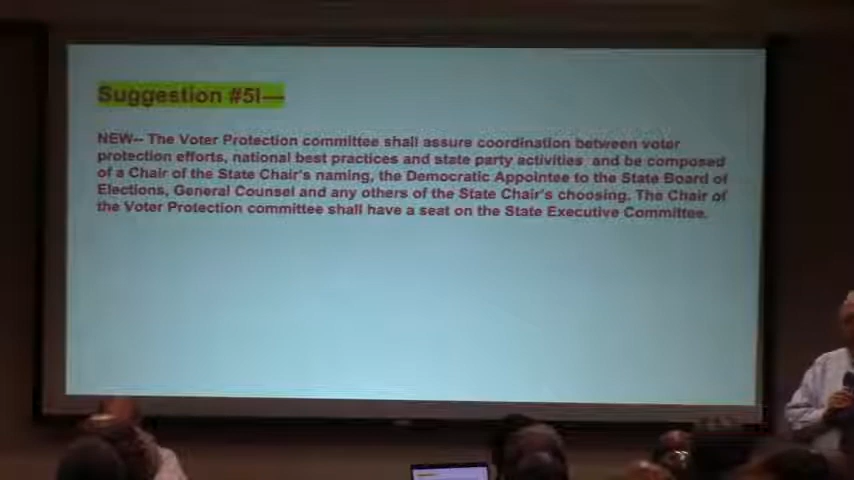 Suggestion #5I—
NEW-- The Voter Protection committee shall assure coordination between voter
protection efforts, national best practices and state party activities and be composed
of a Chair of the State Chair's naming, the Democratic Appointee to the State Board of
Elections, General Counsel and any others of the State Chair's choosing. The Chair of
the Voter Protection committee shall have a seat on the State Executive Committee.